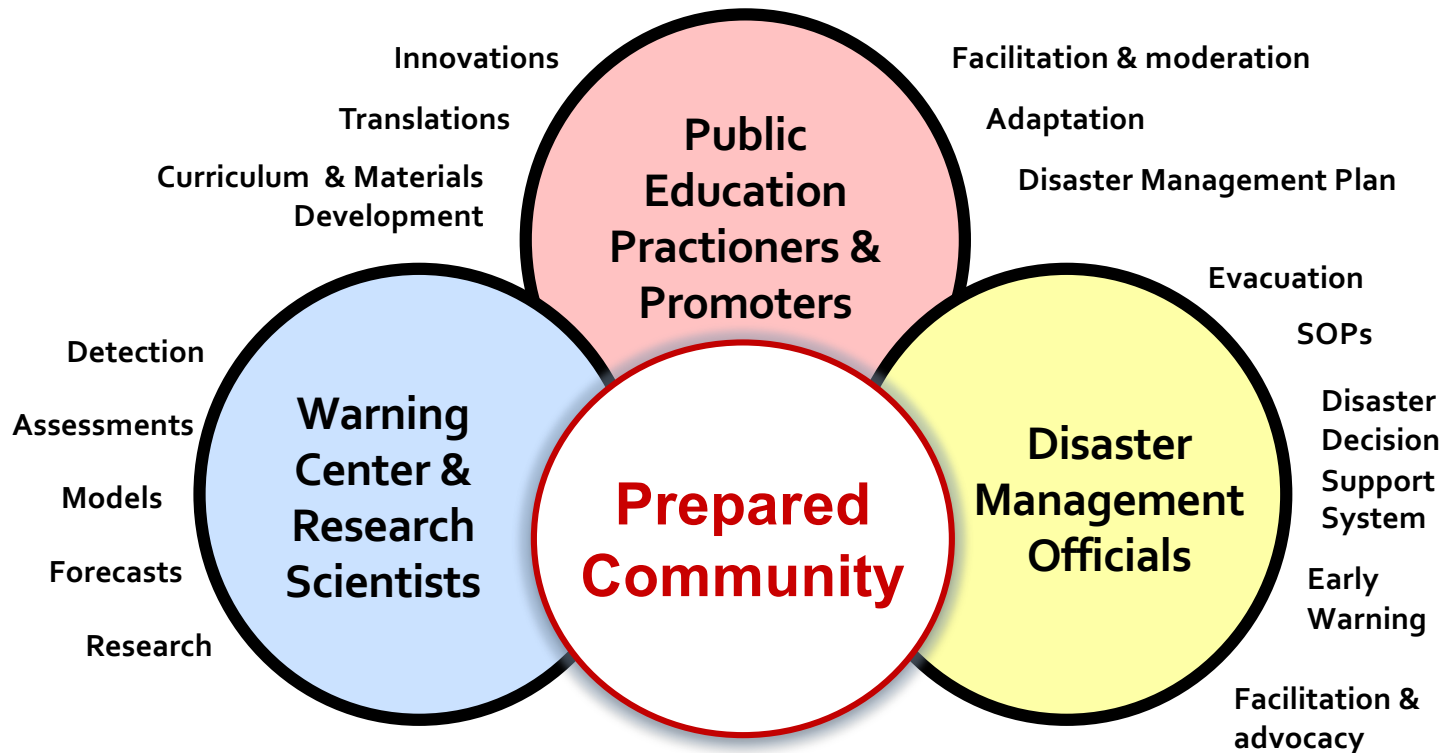 Innovations
Translations
Curriculum & Materials
Development
Facilitation & moderation
Adaptation
Disaster Management Plan
Public
Education
Practioners &
Promoters
Detection
Assessments
Models
Forecasts
Research
Warning
Center &
Research
Scientists
Prepared
Community
Disaster
Management
Officials
Evacuation
SOPs
Disaster
Decision
Support
System
Early
Warning
Facilitation &
advocacy